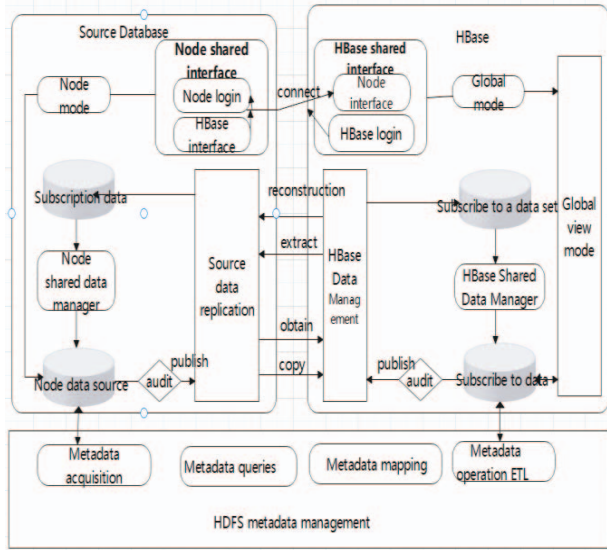 Source Database
HBase
Node shared
interface
Node login
HBase
interface
HBase shared
interface
Node
interface
HBase login
connect
Node
mode
Global
mode
Subscription data
reconstruction
Subscribe to a data set
Global
view
mode
Node
shared data
manager
Source
data
replication
extract
HBase
Data
Manag
ement
HBase Shared
Data Manager
obtain
copy
Node data source
audit
publish
publish
audit
Subscribe to data
Metadata
acquisition
Metadata queries
Metadata mapping
Metadata
operation ETL
HDFS metadata management